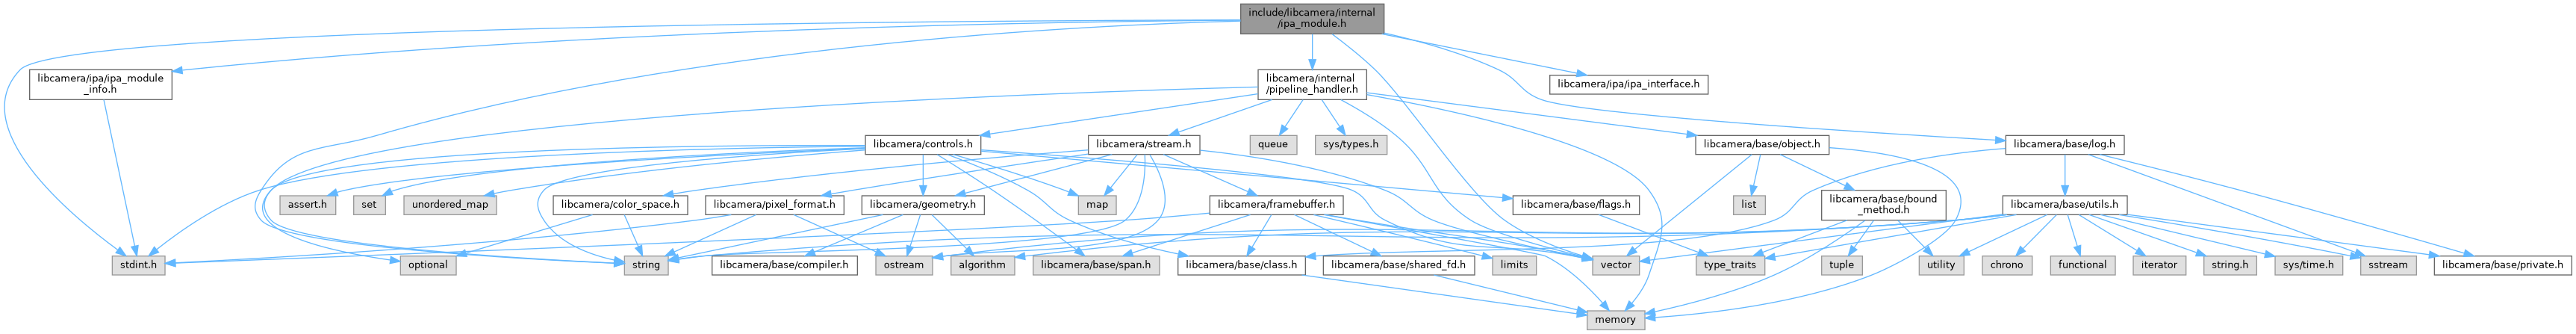 include/libcamera/internal
/ipa_module.h
libcamera/ipa/ipa_module
_info.h
libcamera/internal
/pipeline_handler.h
libcamera/ipa/ipa_interface.h
libcamera/controls.h
libcamera/stream.h
queue
sys/types.h
libcamera/base/object.h
libcamera/base/log.h
assert.h
set
unordered_map
libcamera/color_space.h
libcamera/pixel_format.h
libcamera/geometry.h
map
libcamera/framebuffer.h
libcamera/base/flags.h
list
libcamera/base/bound
_method.h
libcamera/base/utils.h
stdint.h
optional
string
libcamera/base/compiler.h
ostream
algorithm
libcamera/base/span.h
libcamera/base/class.h
libcamera/base/shared_fd.h
limits
vector
type_traits
tuple
utility
chrono
functional
iterator
string.h
sys/time.h
sstream
libcamera/base/private.h
memory